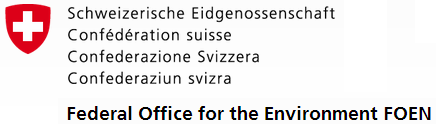 Schweizerische Eidgenossenschaft
Confédération suisse
Confederazione Svizzera
Confederaziun svizra
Federal Office for the Environment FOEN